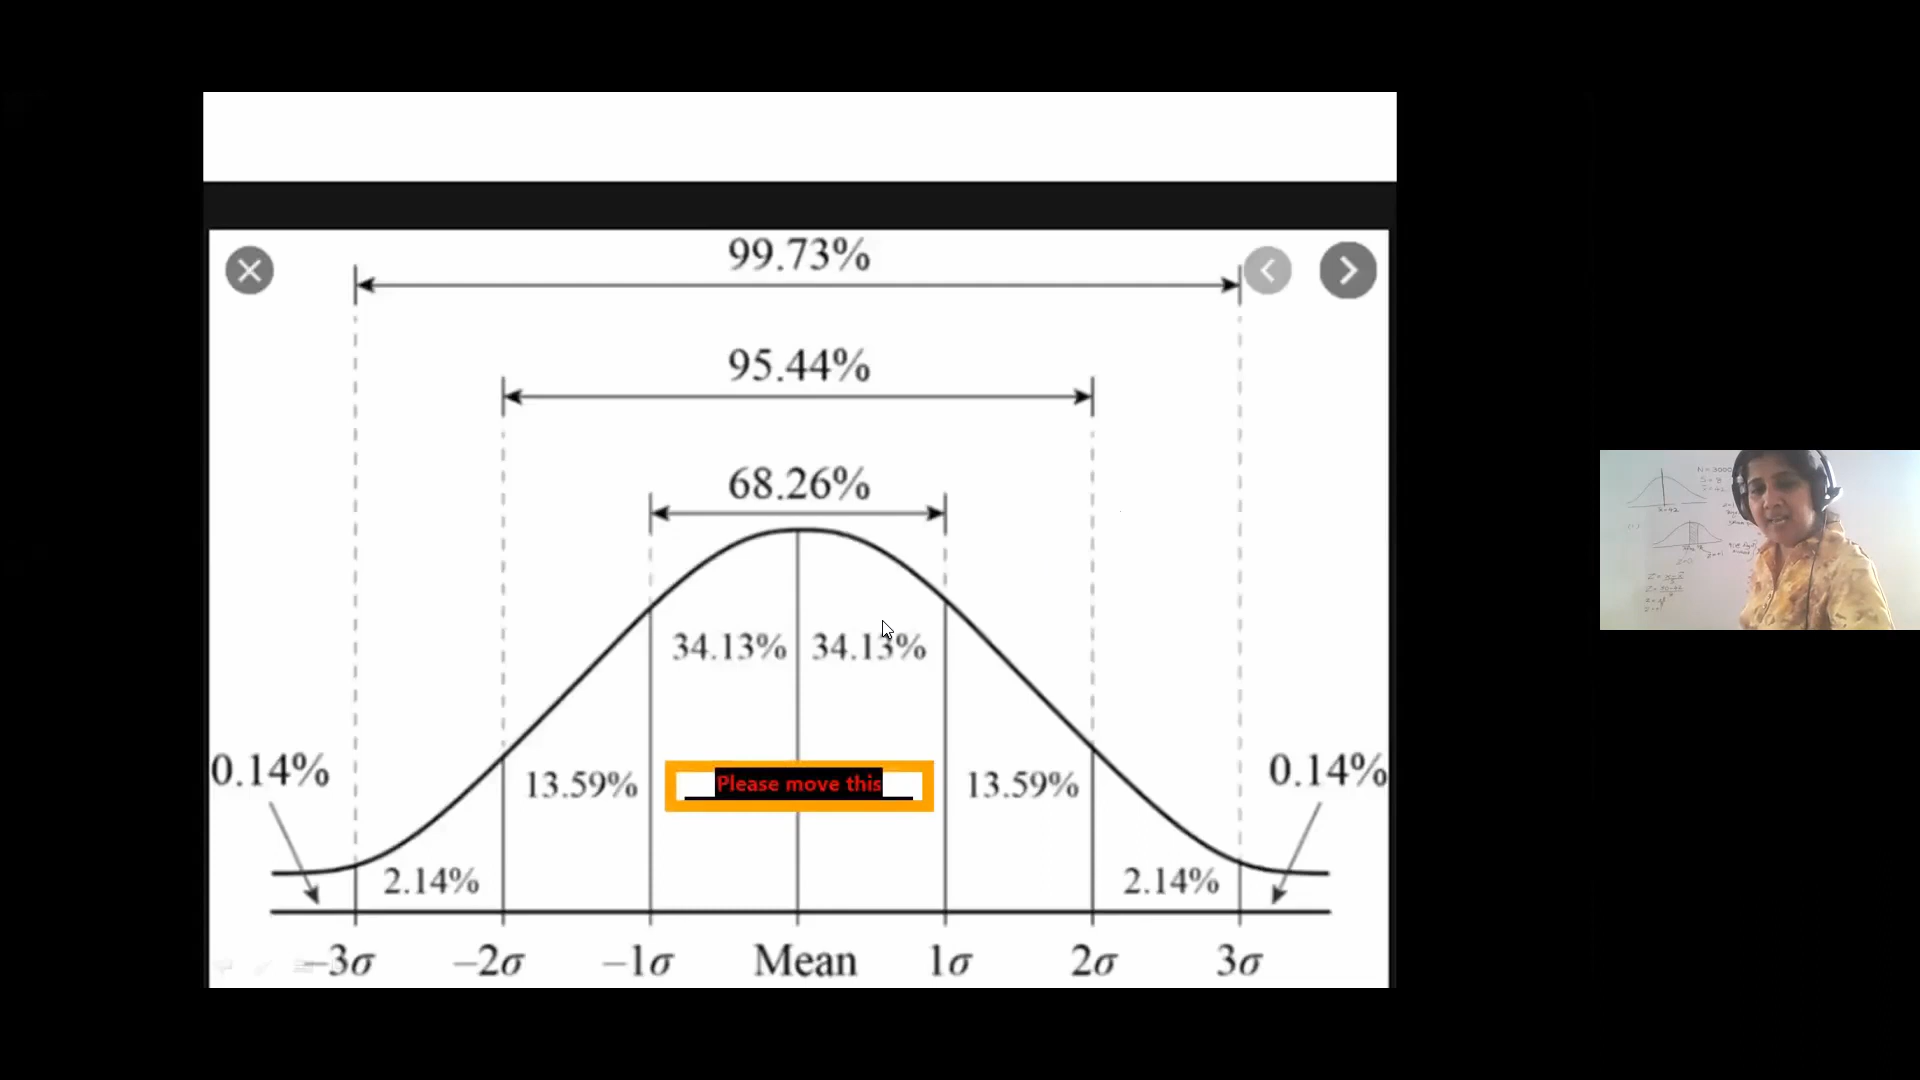 99.73%
95.44%
68.26%
34.13% 34.13%
0.14% 0.14%
13.59% Please move this 13.59%
2.14% 2.14%
–3σ –2σ –1σ Mean 1σ 2σ 3σ
N=3000